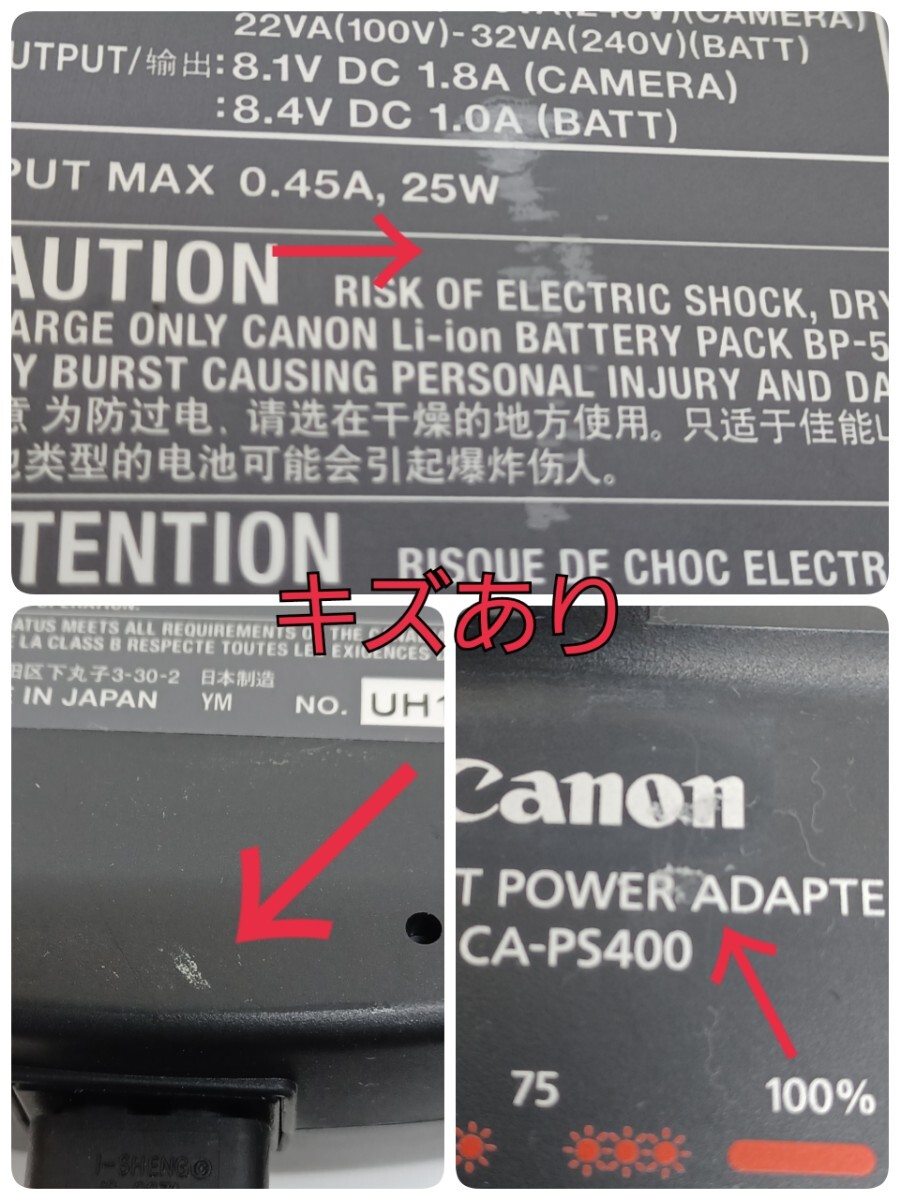 22VA(100V)-32VA(240V)(BATT)
UTPUT/输出:8.1V DC 1.8A (CAMERA)
:8.4V DC 1.0A (BATT)
PUT MAX 0.45A, 25W
AUTION RISK OF ELECTRIC SHOCK, DRY
ARGE ONLY CANON Li-ion BATTERY PACK BP-5
Y BURST CAUSING PERSONAL INJURY AND DA
意 为防过电、请选在干燥的地方使用。只适于佳能L
他类型的电池可能会引起爆炸伤人。
TENTION RISQUE DE CHOC ELECTR
キズあり
ATUS MEETS ALL REQUIREMENTS OF THE CANA
LA CLASS B RESPECTE TOUTES LES EXIGENCES
田区下丸子3-30-2 日本制造
IN JAPAN YM NO. UH1
I-SHENG
Canon
T POWER ADAPTE
CA-PS400
75 100%